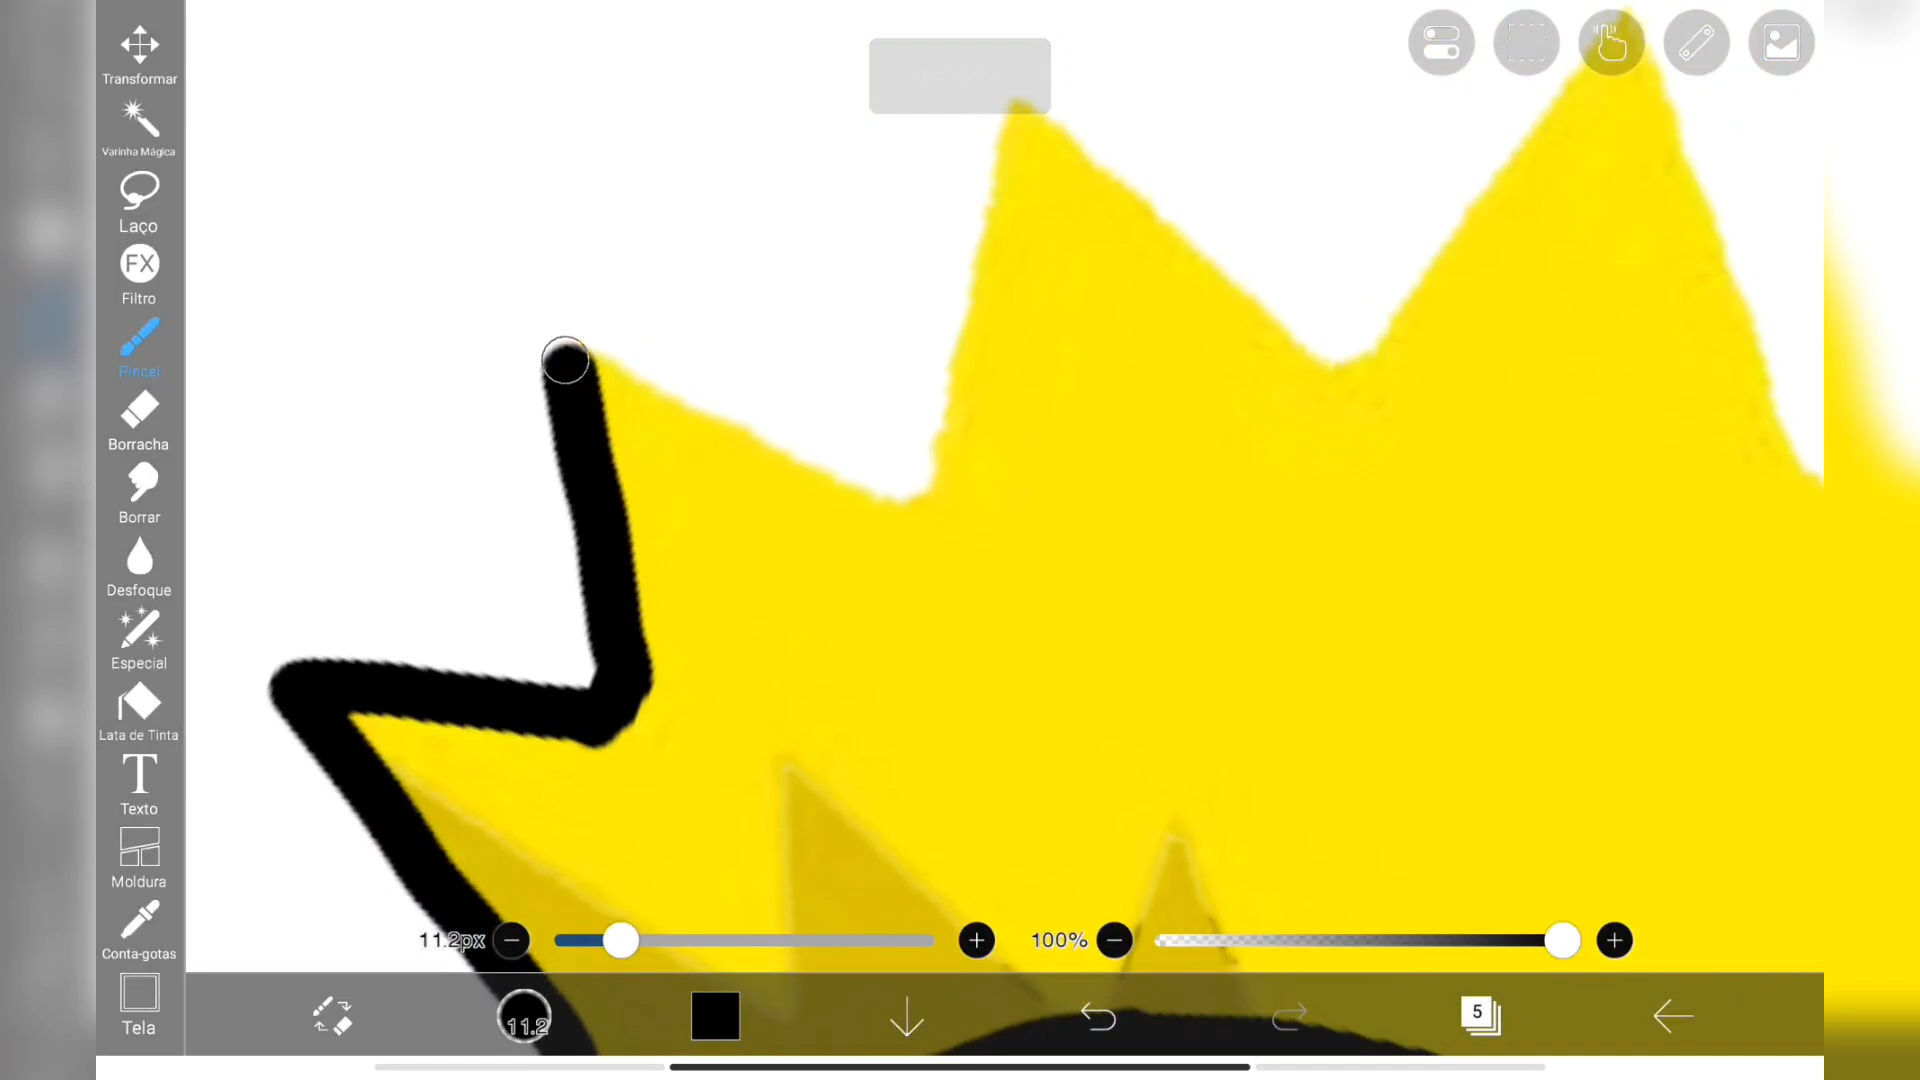 Transformar
Varinha Mágica
Laço
FX
Filtro
Pincel
Borracha
Borrar
Desfoque
Especial
Lata de Tinta
T
Texto
Moldura
Conta-gotas
Tela
11.2px
100%
11.2
5